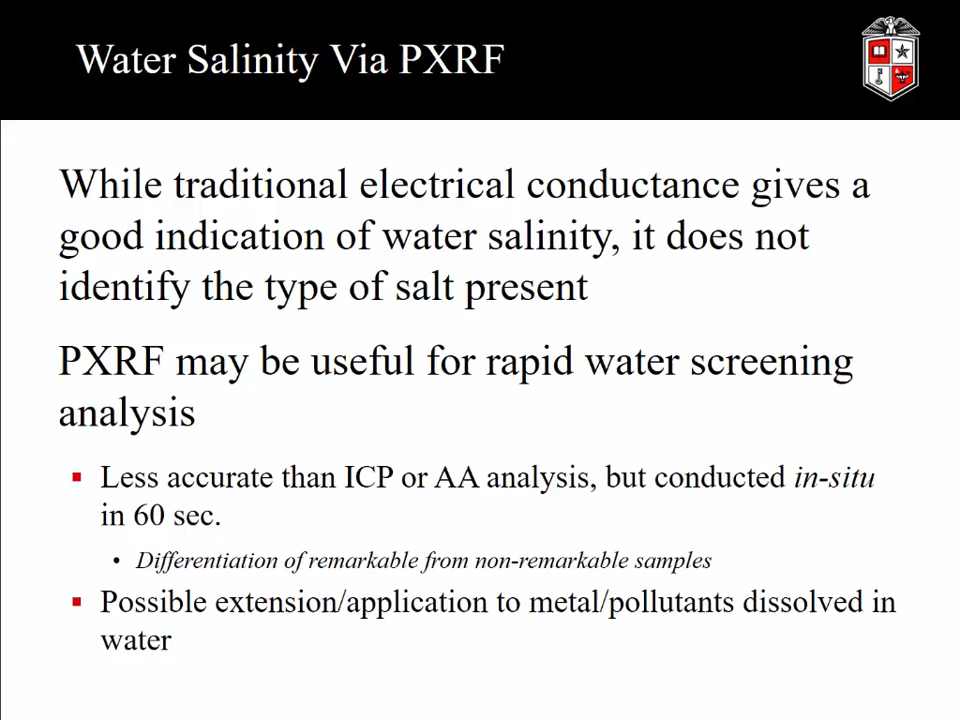 Water Salinity Via PXRF
While traditional electrical conductance gives a
good indication of water salinity, it does not
identify the type of salt present
PXRF may be useful for rapid water screening
analysis
▪ Less accurate than ICP or AA analysis, but conducted in-situ
in 60 sec.
• Differentiation of remarkable from non-remarkable samples
▪ Possible extension/application to metal/pollutants dissolved in
water